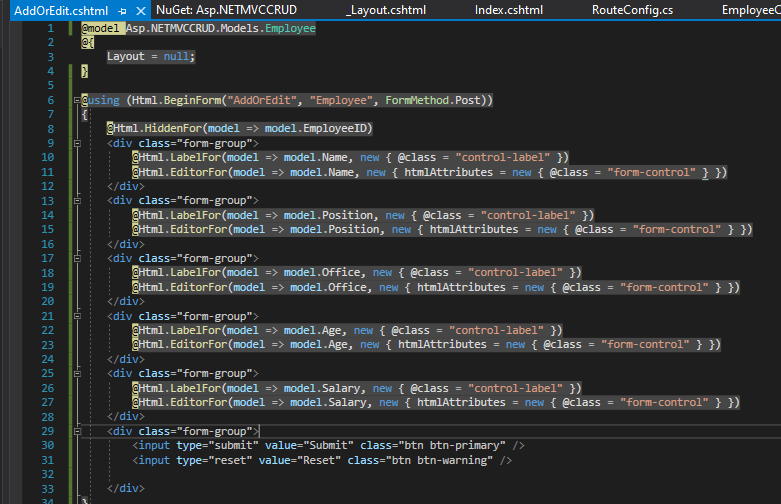 AddOrEdit.cshtml NuGet: Asp.NETMVCCRUD _Layout.cshtml Index.cshtml RouteConfig.cs EmployeeC
1 @model Asp.NETMVCCRUD.Models.Employee
2 @{
3 Layout = null;
4 }
5
6 @using (Html.BeginForm("AddOrEdit", "Employee", FormMethod.Post))
7 {
8 @Html.HiddenFor(model => model.EmployeeID)
9 <div class="form-group">
10 @Html.LabelFor(model => model.Name, new { @class = "control-label" })
11 @Html.EditorFor(model => model.Name, new { htmlAttributes = new { @class = "form-control" } })
12 </div>
13 <div class="form-group">
14 @Html.LabelFor(model => model.Position, new { @class = "control-label" })
15 @Html.EditorFor(model => model.Position, new { htmlAttributes = new { @class = "form-control" } })
16 </div>
17 <div class="form-group">
18 @Html.LabelFor(model => model.Office, new { @class = "control-label" })
19 @Html.EditorFor(model => model.Office, new { htmlAttributes = new { @class = "form-control" } })
20 </div>
21 <div class="form-group">
22 @Html.LabelFor(model => model.Age, new { @class = "control-label" })
23 @Html.EditorFor(model => model.Age, new { htmlAttributes = new { @class = "form-control" } })
24 </div>
25 <div class="form-group">
26 @Html.LabelFor(model => model.Salary, new { @class = "control-label" })
27 @Html.EditorFor(model => model.Salary, new { htmlAttributes = new { @class = "form-control" } })
28 </div>
29 <div class="form-group">
30 <input type="submit" value="Submit" class="btn btn-primary" />
31 <input type="reset" value="Reset" class="btn btn-warning" />
32
33 </div>
34 }